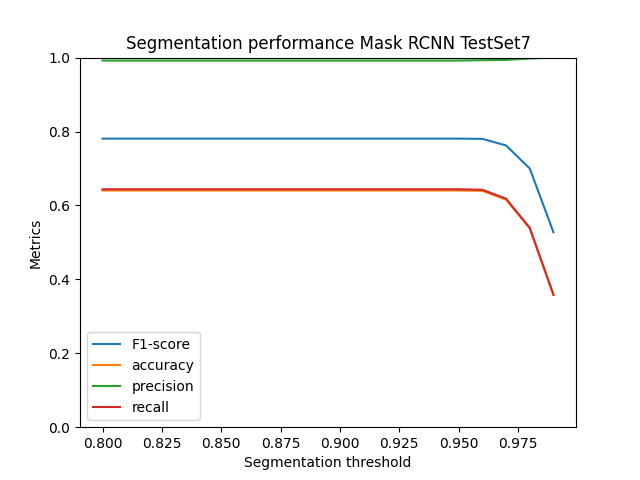 Segmentation performance Mask RCNN TestSet7
1.0
0.8
0.6
0.4
0.2
0.0
Metrics
F1-score
accuracy
precision
recall
0.800 0.825 0.850 0.875 0.900 0.925 0.950 0.975
Segmentation threshold